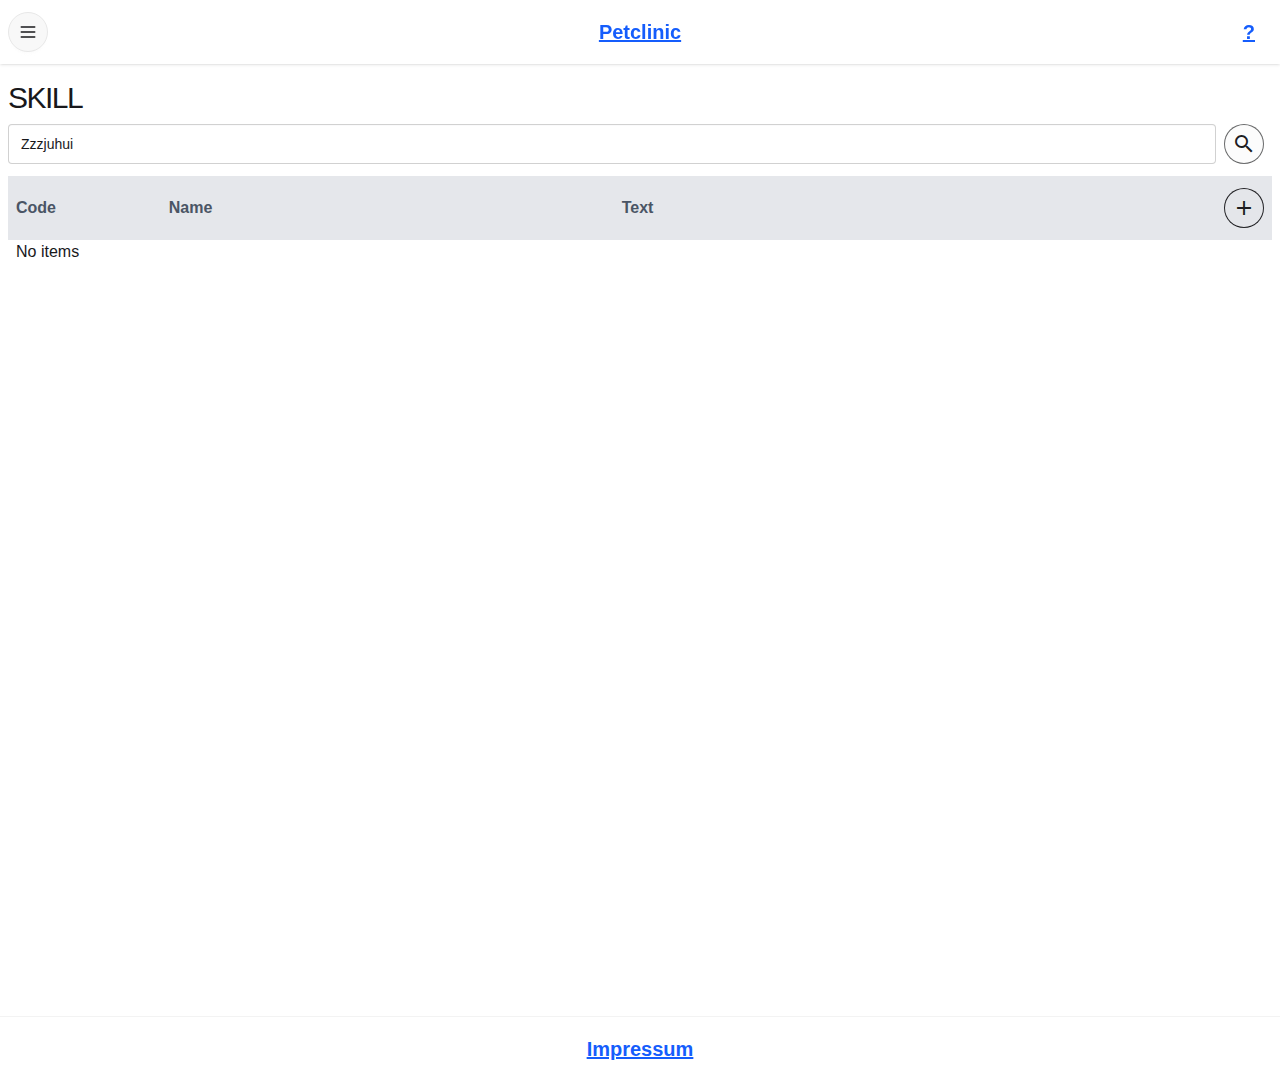 Petclinic ?
SKILL
Zzzjuhui
Code Name Text
No items
Impressum